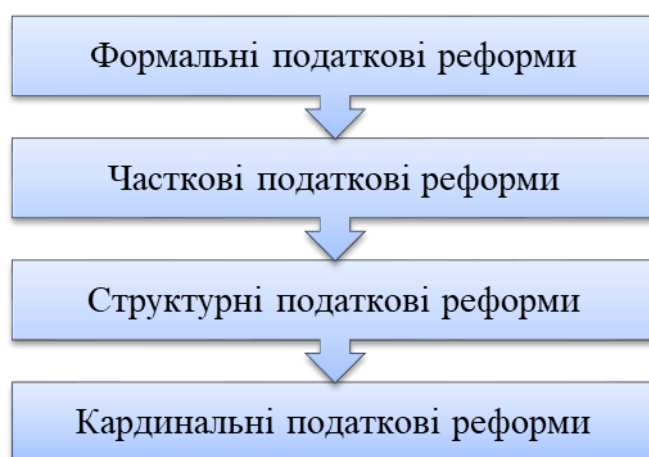 Формальні податкові реформи
Часткові податкові реформи
Структурні податкові реформи
Кардинальні податкові реформи